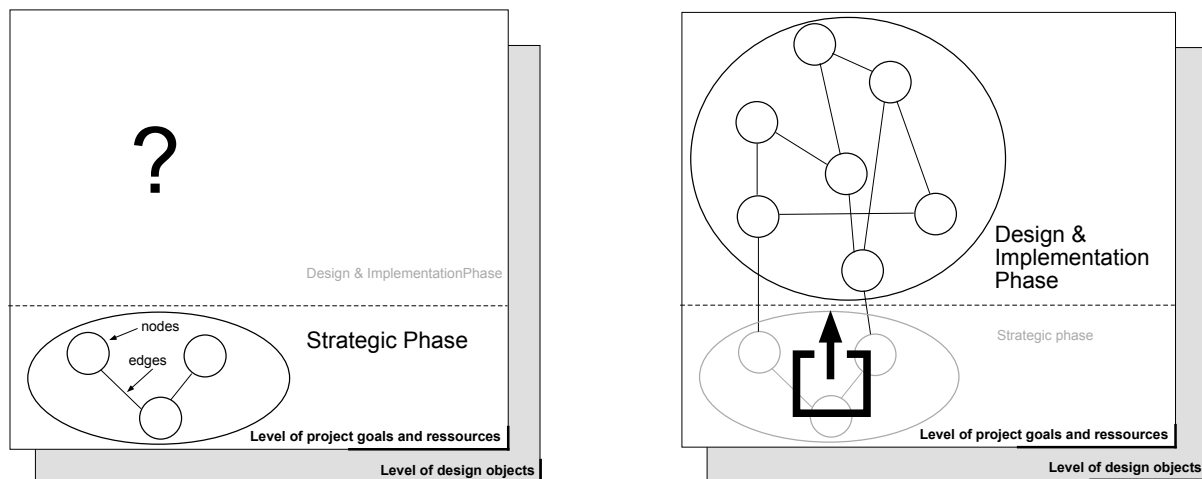 ?
Design & ImplementationPhase
nodes
Strategic Phase
edges
Level of project goals and ressources
Level of design objects
Design &
Implementation
Phase
Strategic phase
Level of project goals and ressources
Level of design objects